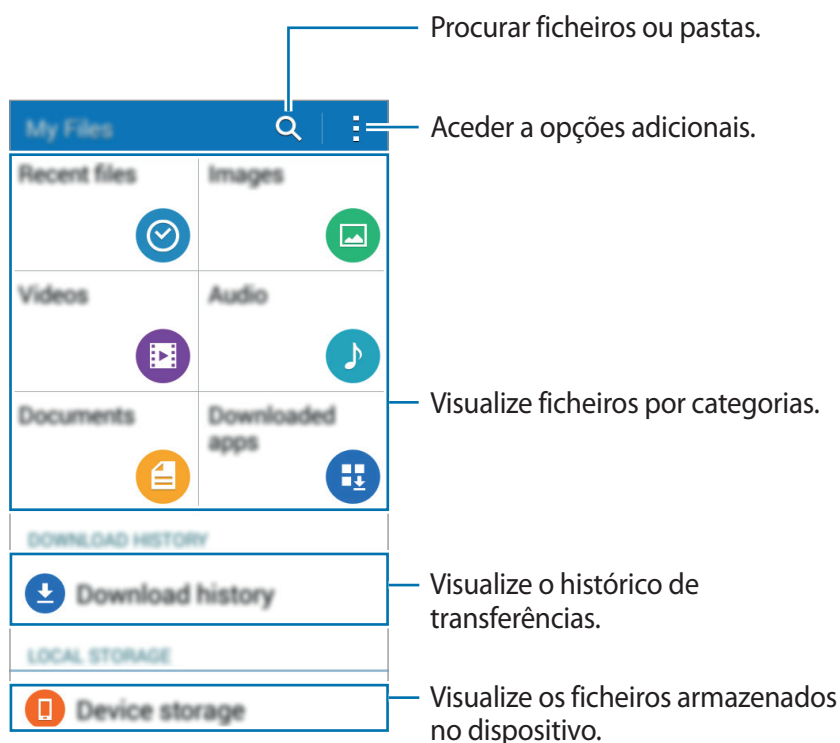 Procurar ficheiros ou pastas.
My Files
Aceder a opções adicionais.
Recent files
Images
Videos
Audio
Visualize ficheiros por categorias.
Documents
Downloaded
apps
DOWNLOAD HISTORY
Download history
Visualize o histórico de
transferências.
LOCAL STORAGE
Device storage
Visualize os ficheiros armazenados
no dispositivo.